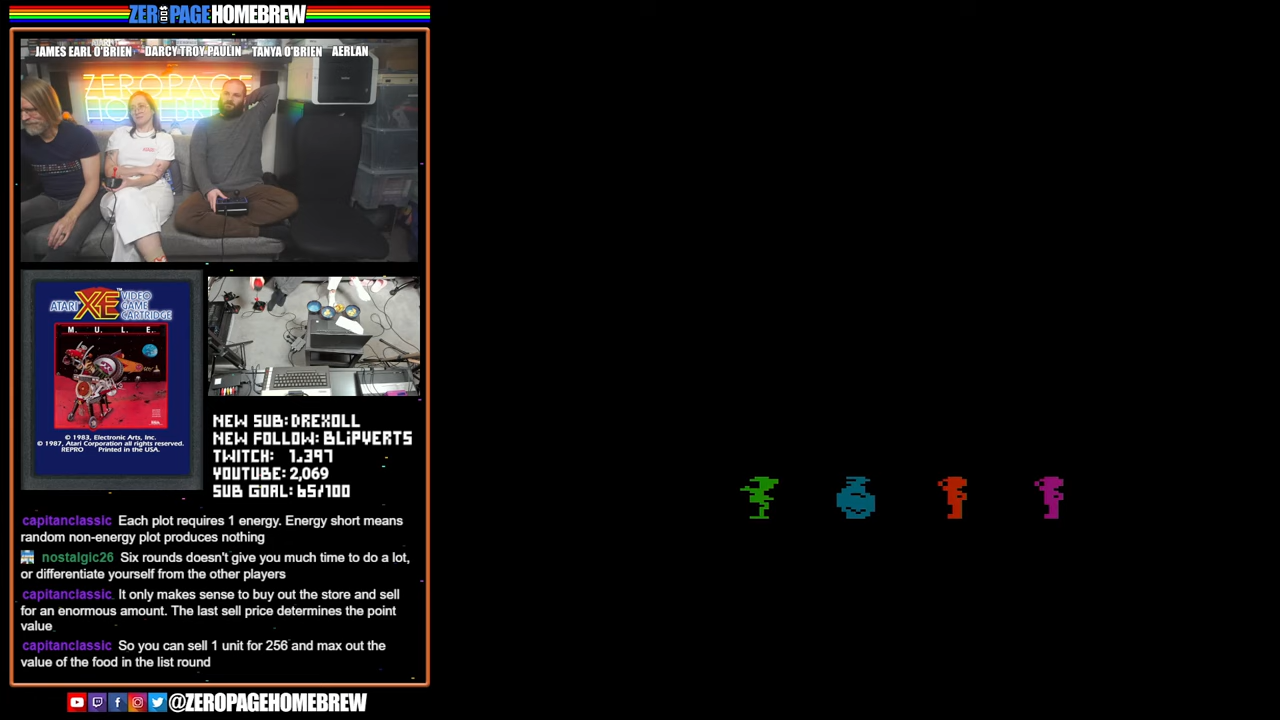 ZEROPAGE HOMEBREW
JAMES EARL O'BRIEN DARCY TROY PAULIN TANYA O'BRIEN AERLAN
ZEROPAGE
HOMEBREW
ATARI XE VIDEO GAME CARTRIDGE
M. U. L. E.
© 1983, Electronic Arts, Inc.
© 1987, Atari Corporation all rights reserved.
REPRO Printed in the USA.
NEW SUB: DREXOLL
NEW FOLLOW: BLIPVERTS
TWITCH: 1,397
YOUTUBE: 2,069
SUB GOAL: 65/100
capitanclassic Each plot requires 1 energy. Energy short means
random non-energy plot produces nothing
nostalgic26 Six rounds doesn't give you much time to do a lot,
or differentiate yourself from the other players
capitanclassic It only makes sense to buy out the store and sell
for an enormous amount. The last sell price determines the point
value
capitanclassic So you can sell 1 unit for 256 and max out the
value of the food in the list round
@ZEROPAGEHOMEBREW